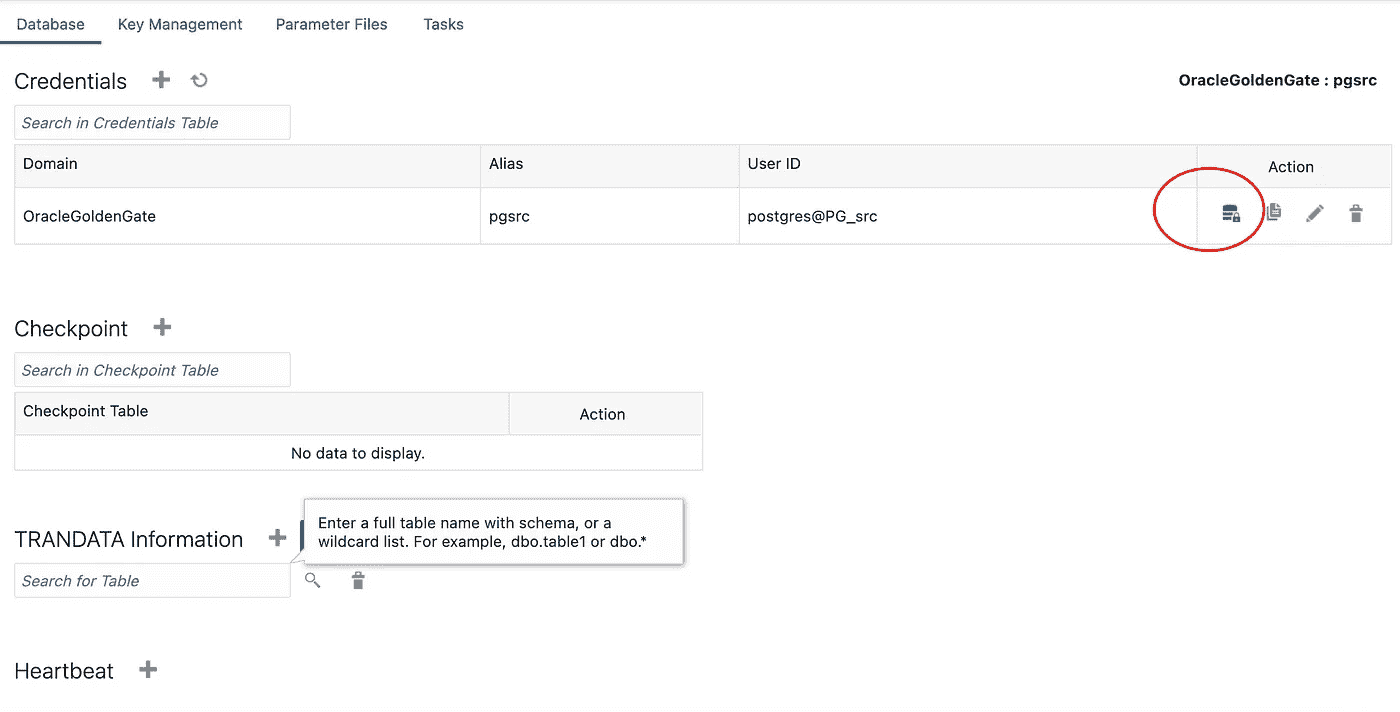 Database Key Management Parameter Files Tasks
Credentials
OracleGoldenGate : pgsrc
Search in Credentials Table
Domain Alias User ID Action
OracleGoldenGate pgsrc postgres@PG_src
Checkpoint
Search in Checkpoint Table
Checkpoint Table Action
No data to display.
TRANDATA Information
Enter a full table name with schema, or a
wildcard list. For example, dbo.table1 or dbo.*
Search for Table
Heartbeat